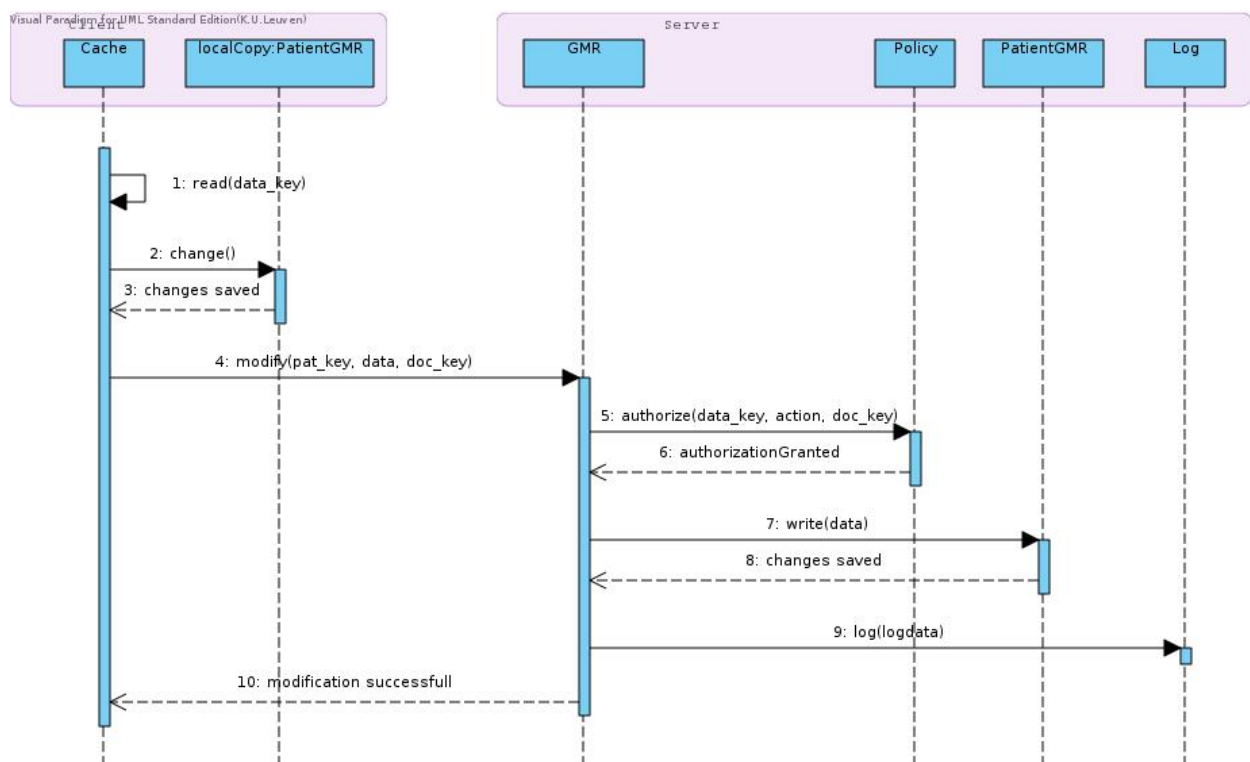 Visual Paradigm for UML Standard Edition(K.U.Leuven)
Client
Server
Cache
localCopy:PatientGMR
GMR
Policy
PatientGMR
Log
1: read(data_key)
2: change()
3: changes saved
4: modify(pat_key, data, doc_key)
5: authorize(data_key, action, doc_key)
6: authorizationGranted
7: write(data)
8: changes saved
9: log(logdata)
10: modification successfull